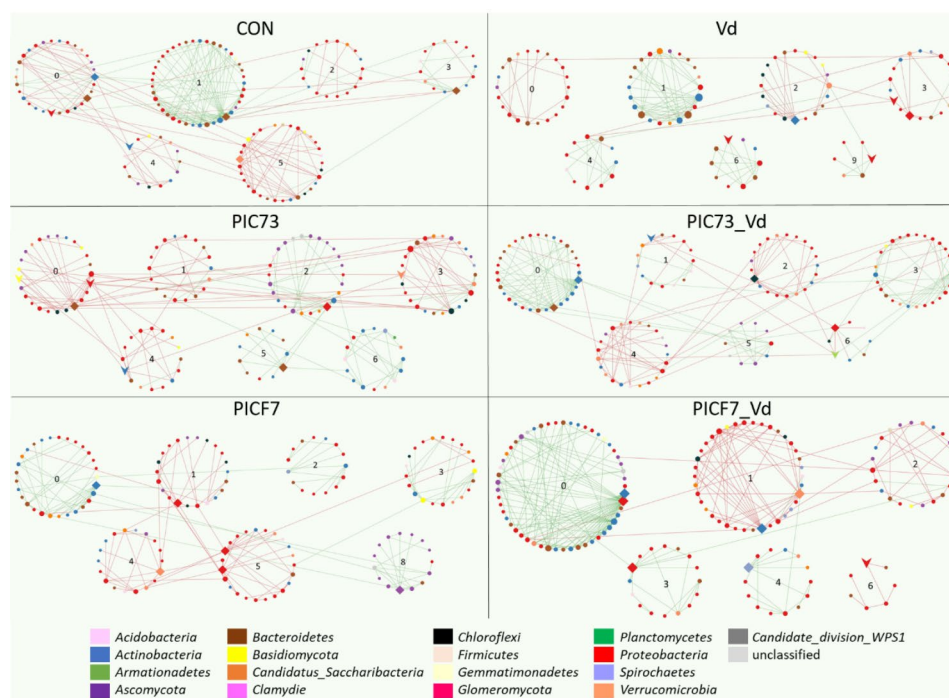 CON
0
1
2
3
4
5
Vd
0
1
2
3
4
6
9
PIC73
0
1
2
3
4
5
6
PIC73_Vd
0
1
2
3
4
5
6
PICF7
0
1
2
3
4
5
8
PICF7_Vd
0
1
2
3
4
6
Acidobacteria
Actinobacteria
Armationadetes
Ascomycota
Bacteroidetes
Basidiomycota
Candidatus_Saccharibacteria
Clamydie
Chloroflexi
Firmicutes
Gemmatimonadetes
Glomeromycota
Planctomycetes
Proteobacteria
Spirochaetes
Verrucomicrobia
Candidate_division_WPS1
unclassified